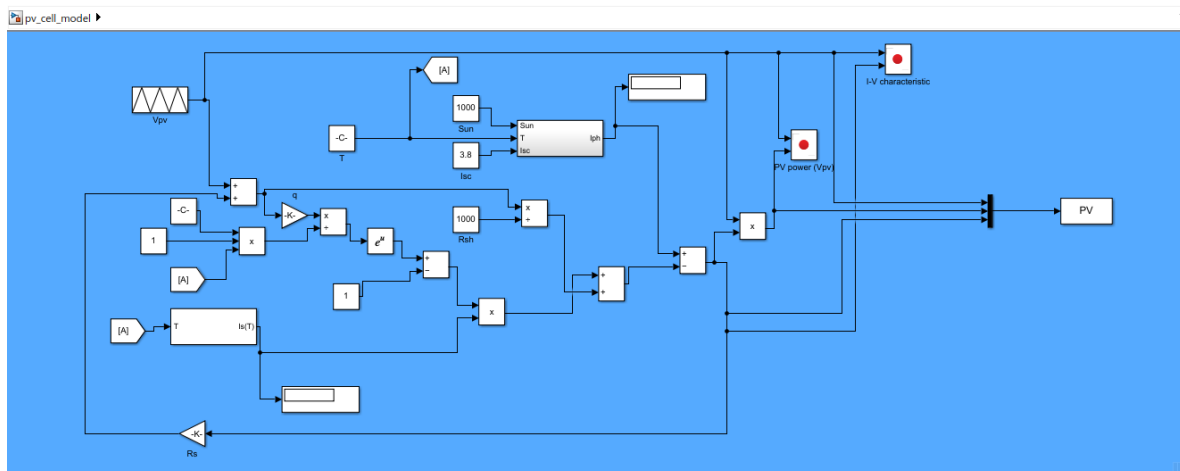 pv_cell_model
[A]
I-V characteristic
Vpv
1000
Sun
Sun
T
Isc
Iph
-C-
T
3.8
Isc
PV power (Vpv)
+
+
q
-K-
x
÷
x
÷
1000
Rsh
-C-
1
x
[A]
e^u
+
−
1
x
+
+
+
−
x
PV
[A]
T
Is(T)
-K-
Rs